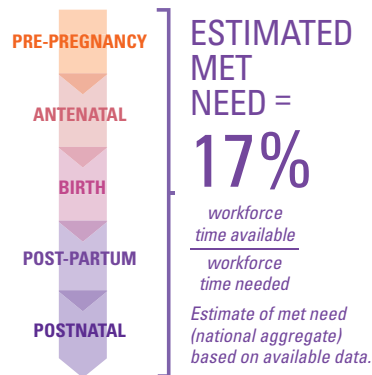 PRE-PREGNANCY
ANTENATAL
BIRTH
POST-PARTUM
POSTNATAL
ESTIMATED
MET
NEED =
17%
workforce
time available
workforce
time needed
Estimate of met need
(national aggregate)
based on available data.